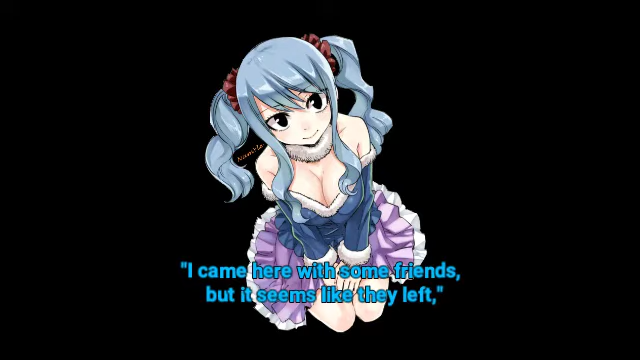 "I came here with some friends,
but it seems like they left,"